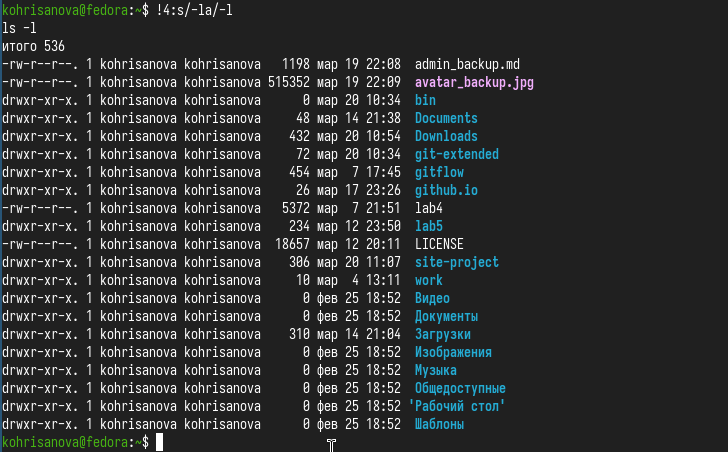 kohrisanova@fedora:~$ !4:s/-la/-l
ls -l
итого 536
-rw-r--r--. 1 kohrisanova kohrisanova   1198 мар 19 22:08  admin_backup.md
-rw-r--r--. 1 kohrisanova kohrisanova 515352 мар 19 22:09  avatar_backup.jpg
drwxr-xr-x. 1 kohrisanova kohrisanova      0 мар 20 10:34  bin
drwxr-xr-x. 1 kohrisanova kohrisanova     48 мар 14 21:38  Documents
drwxr-xr-x. 1 kohrisanova kohrisanova    432 мар 20 10:54  Downloads
drwxr-xr-x. 1 kohrisanova kohrisanova     72 мар 20 10:34  git-extended
drwxr-xr-x. 1 kohrisanova kohrisanova    454 мар  7 17:45  gitflow
drwxr-xr-x. 1 kohrisanova kohrisanova     26 мар 17 23:26  github.io
-rw-r--r--. 1 kohrisanova kohrisanova   5372 мар  7 21:51  lab4
drwxr-xr-x. 1 kohrisanova kohrisanova    234 мар 12 23:50  lab5
-rw-r--r--. 1 kohrisanova kohrisanova  18657 мар 12 20:11  LICENSE
drwxr-xr-x. 1 kohrisanova kohrisanova    306 мар 20 11:07  site-project
drwxr-xr-x. 1 kohrisanova kohrisanova     10 мар  4 13:11  work
drwxr-xr-x. 1 kohrisanova kohrisanova      0 фев 25 18:52  Видео
drwxr-xr-x. 1 kohrisanova kohrisanova      0 фев 25 18:52  Документы
drwxr-xr-x. 1 kohrisanova kohrisanova    310 мар 14 21:04  Загрузки
drwxr-xr-x. 1 kohrisanova kohrisanova      0 фев 25 18:52  Изображения
drwxr-xr-x. 1 kohrisanova kohrisanova      0 фев 25 18:52  Музыка
drwxr-xr-x. 1 kohrisanova kohrisanova      0 фев 25 18:52  Общедоступные
drwxr-xr-x. 1 kohrisanova kohrisanova      0 фев 25 18:52 'Рабочий стол'
drwxr-xr-x. 1 kohrisanova kohrisanova      0 фев 25 18:52  Шаблоны
kohrisanova@fedora:~$